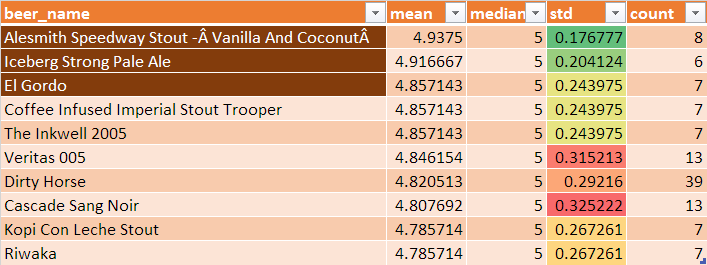 beer_name mean median std count
Alesmith Speedway Stout -Â Vanilla And CoconutÂ 4.9375 5 0.176777 8
Iceberg Strong Pale Ale 4.916667 5 0.204124 6
El Gordo 4.857143 5 0.243975 7
Coffee Infused Imperial Stout Trooper 4.857143 5 0.243975 7
The Inkwell 2005 4.857143 5 0.243975 7
Veritas 005 4.846154 5 0.315213 13
Dirty Horse 4.820513 5 0.29216 39
Cascade Sang Noir 4.807692 5 0.325222 13
Kopi Con Leche Stout 4.785714 5 0.267261 7
Riwaka 4.785714 5 0.267261 7